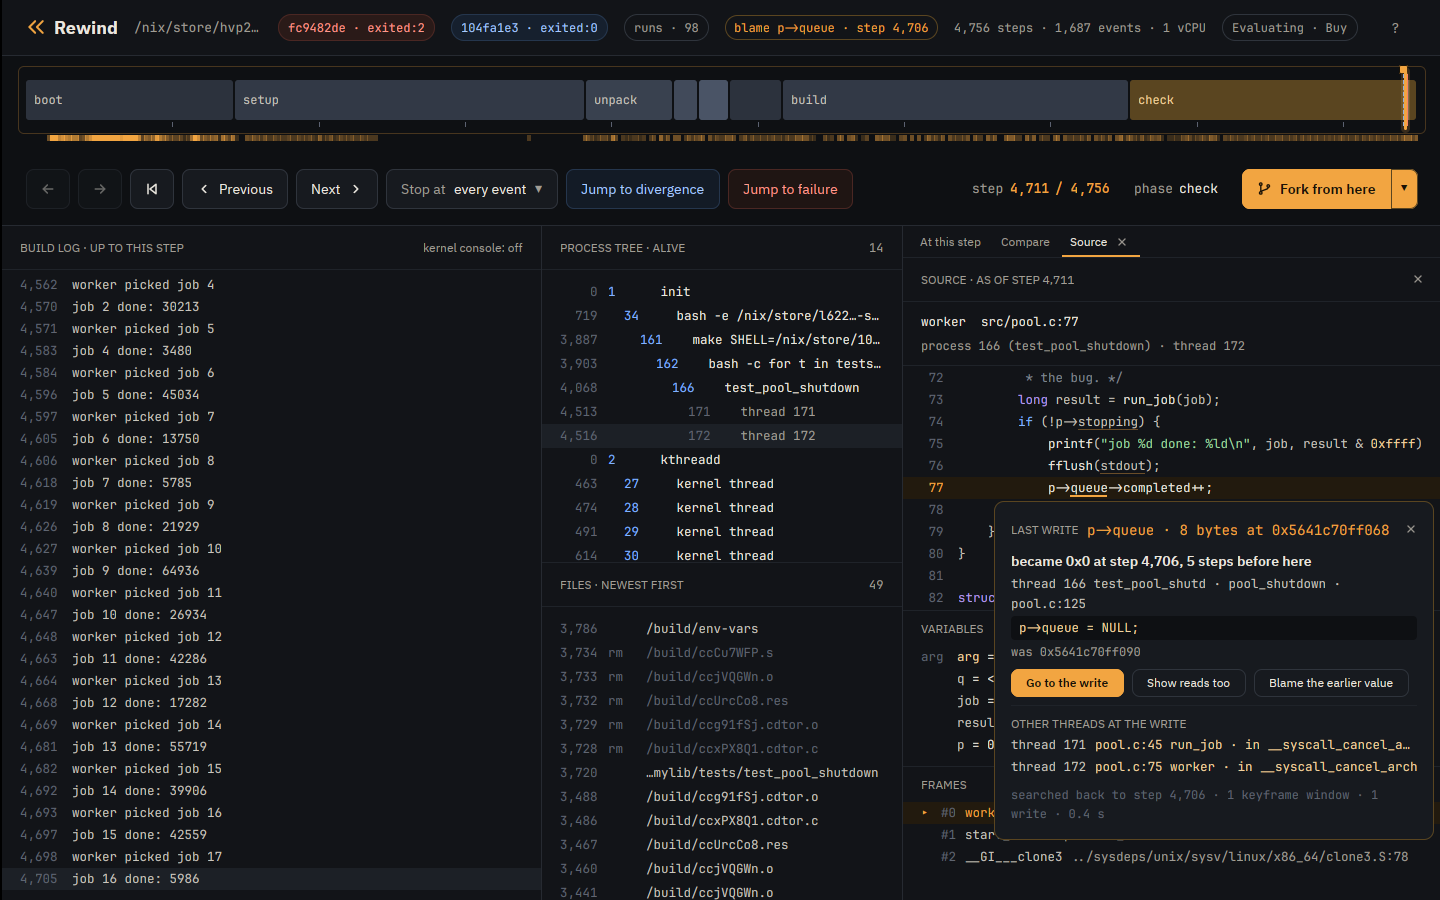 Rewind /nix/store/hvp2… fc9482de · exited:2 104fa1e3 · exited:0 runs · 98 blame p->queue · step 4,706 4,756 steps · 1,687 events · 1 vCPU Evaluating · Buy ?
boot setup unpack build check
Previous Next Stop at every event ▾ Jump to divergence Jump to failure step 4,711 / 4,756 phase check Fork from here ▾
BUILD LOG · UP TO THIS STEP kernel console: off
4,562 worker picked job 4
4,570 job 2 done: 30213
4,571 worker picked job 5
4,583 job 4 done: 3480
4,584 worker picked job 6
4,596 job 5 done: 45034
4,597 worker picked job 7
4,605 job 6 done: 13750
4,606 worker picked job 8
4,618 job 7 done: 5785
4,619 worker picked job 9
4,626 job 8 done: 21929
4,627 worker picked job 10
4,639 job 9 done: 64936
4,640 worker picked job 11
4,647 job 10 done: 26934
4,648 worker picked job 12
4,663 job 11 done: 42286
4,664 worker picked job 13
4,668 job 12 done: 17282
4,669 worker picked job 14
4,681 job 13 done: 55719
4,682 worker picked job 15
4,692 job 14 done: 39906
4,693 worker picked job 16
4,697 job 15 done: 42559
4,698 worker picked job 17
4,705 job 16 done: 5986
PROCESS TREE · ALIVE 14
0 1 init
719 34 bash -e /nix/store/l622…-s…
3,887 161 make SHELL=/nix/store/10…
3,903 162 bash -c for t in tests…
4,068 166 test_pool_shutdown
4,513 171 thread 171
4,516 172 thread 172
0 2 kthreadd
463 27 kernel thread
474 28 kernel thread
491 29 kernel thread
614 30 kernel thread
FILES · NEWEST FIRST 49
3,786 /build/env-vars
3,734 rm /build/ccCu7WFP.s
3,733 rm /build/ccjVQGWn.o
3,732 rm /build/ccUrcCo8.res
3,729 rm /build/ccg91fSj.cdtor.o
3,728 rm /build/ccxPX8Q1.cdtor.c
3,720 …mylib/tests/test_pool_shutdown
3,488 /build/ccg91fSj.cdtor.o
3,486 /build/ccxPX8Q1.cdtor.c
3,467 /build/ccUrcCo8.res
3,460 /build/ccjVQGWn.o
3,441 /build/ccjVQGWn.o
At this step Compare Source ×
SOURCE · AS OF STEP 4,711 ×
worker src/pool.c:77
process 166 (test_pool_shutdown) · thread 172
72 * the bug. */
73 long result = run_job(job);
74 if (!p->stopping) {
75 printf("job %d done: %ld\n", job, result & 0xffff)
76 fflush(stdout);
77 p->queue->completed++;
78
79 }
80 }
81
82 struc
VARIABLES
arg arg =
q = <
job =
resul
p = 0
FRAMES
▸ #0 work
#1 star
#2 __GI___clone3 ../sysdeps/unix/sysv/linux/x86_64/clone3.S:78
LAST WRITE p->queue · 8 bytes at 0x5641c70ff068 ×
became 0x0 at step 4,706, 5 steps before here
thread 166 test_pool_shutd · pool_shutdown ·
pool.c:125
p->queue = NULL;
was 0x5641c70ff090
Go to the write Show reads too Blame the earlier value
OTHER THREADS AT THE WRITE
thread 171 pool.c:45 run_job · in __syscall_cancel_a…
thread 172 pool.c:75 worker · in __syscall_cancel_arch
searched back to step 4,706 · 1 keyframe window · 1
write · 0.4 s